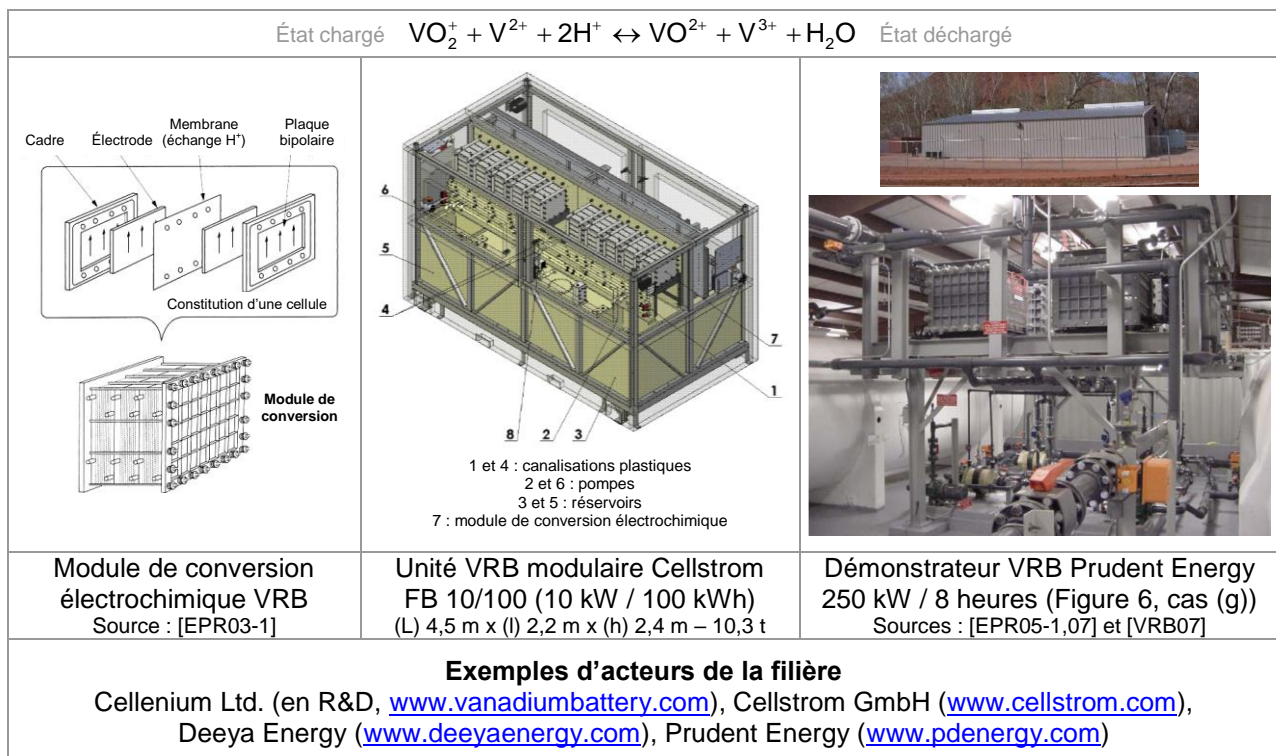 État chargé VO₂⁺ + V²⁺ + 2H⁺ ↔ VO²⁺ + V³⁺ + H₂O État déchargé
Cadre
Électrode
Membrane
(échange H⁺)
Plaque
bipolaire
Constitution d'une cellule
Module de
conversion
6
5
4
8
2
3
7
1
1 et 4 : canalisations plastiques
2 et 6 : pompes
3 et 5 : réservoirs
7 : module de conversion électrochimique
Module de conversion
électrochimique VRB
Source : [EPR03-1]
Unité VRB modulaire Cellstrom
FB 10/100 (10 kW / 100 kWh)
(L) 4,5 m x (l) 2,2 m x (h) 2,4 m – 10,3 t
Démonstrateur VRB Prudent Energy
250 kW / 8 heures (Figure 6, cas (g))
Sources : [EPR05-1,07] et [VRB07]
Exemples d'acteurs de la filière
Cellenium Ltd. (en R&D, www.vanadiumbattery.com), Cellstrom GmbH (www.cellstrom.com),
Deeya Energy (www.deeyaenergy.com), Prudent Energy (www.pdenergy.com)